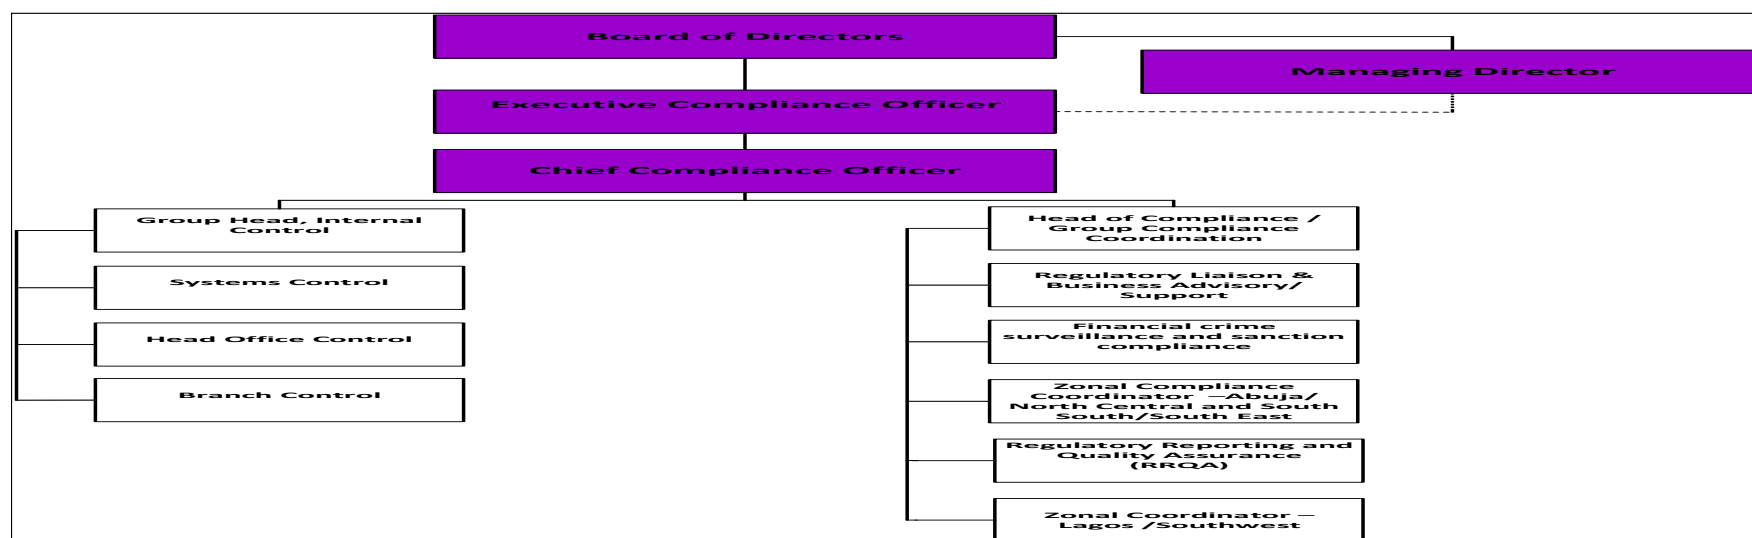 Board of Directors
Managing Director
Executive Compliance Officer
Chief Compliance Officer
Group Head, Internal
Control
Systems Control
Head Office Control
Branch Control
Head of Compliance /
Group Compliance
Coordination
Regulatory Liaison &
Business Advisory/
Support
Financial crime
surveillance and sanction
compliance
Zonal Compliance
Coordinator –Abuja/
North Central and South
South/South East
Regulatory Reporting and
Quality Assurance
(RRQA)
Zonal Coordinator –
Lagos /Southwest